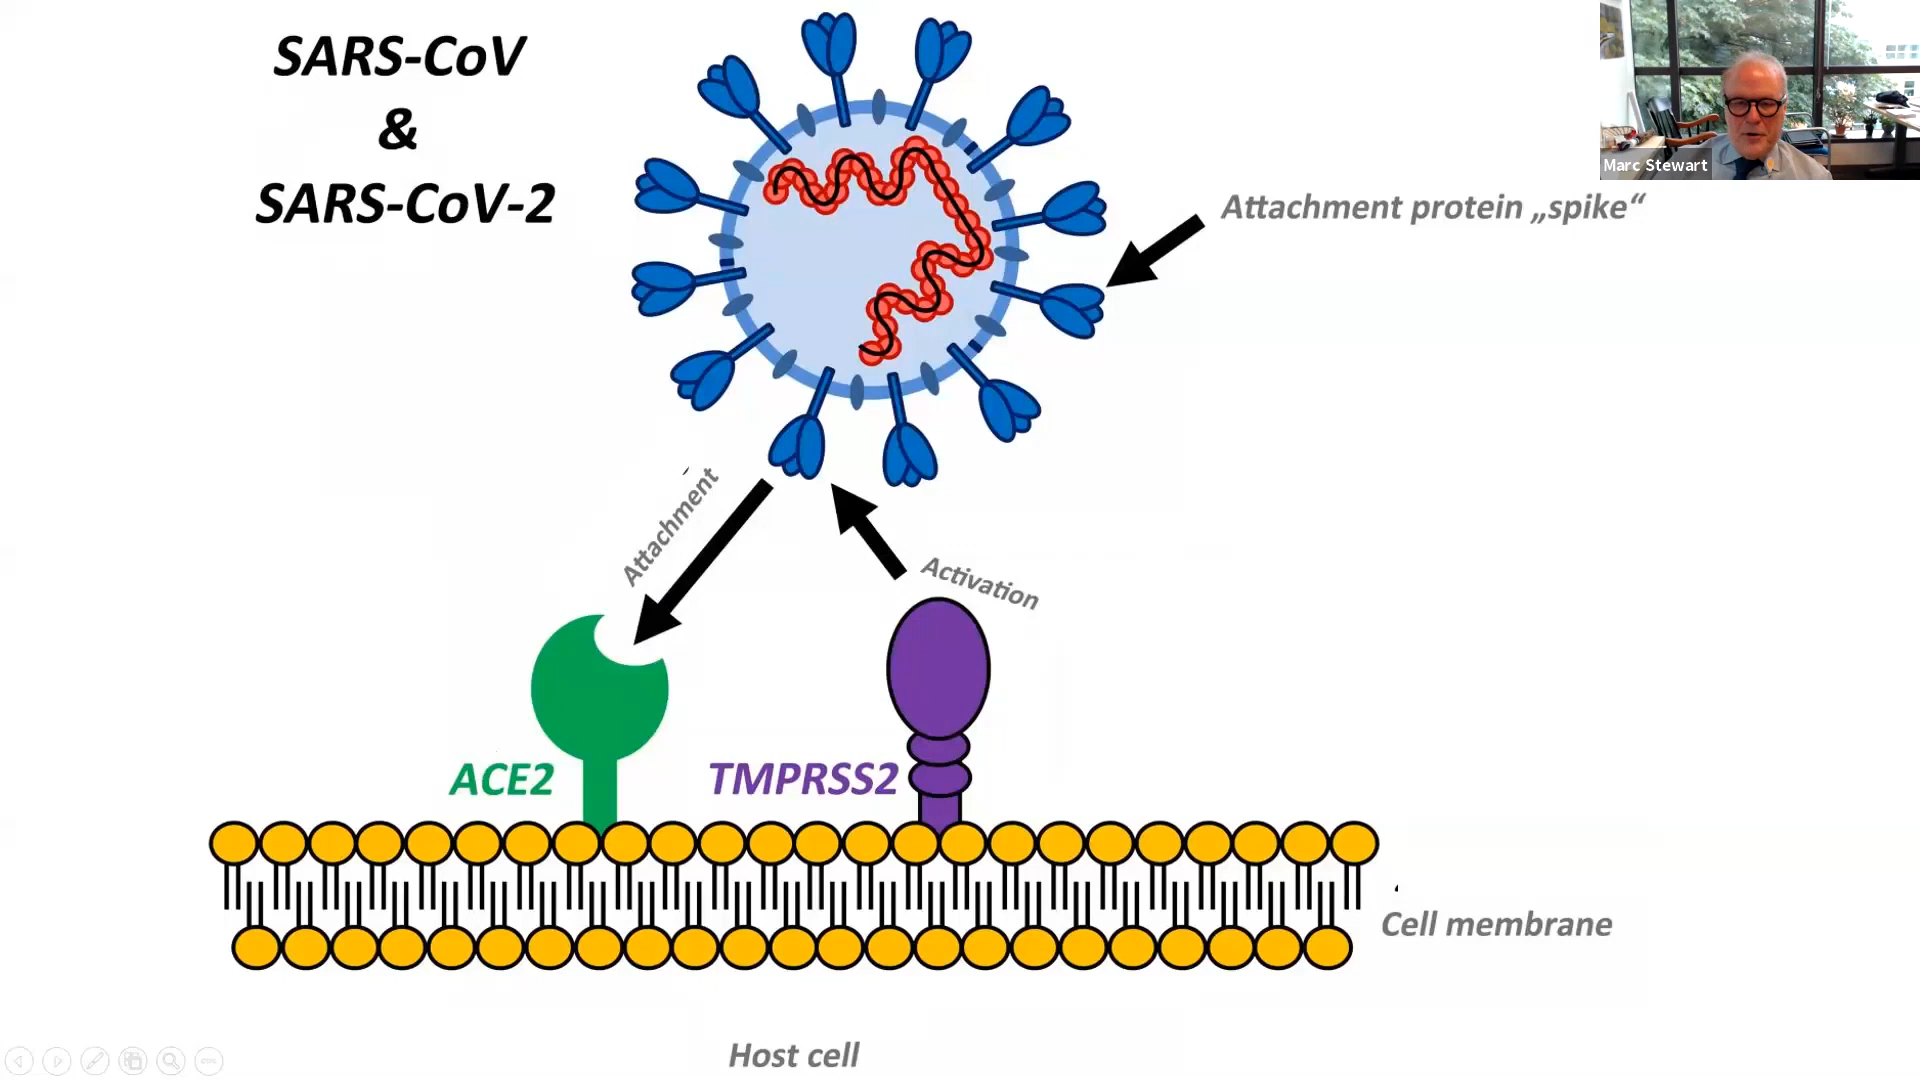 SARS-CoV
&
SARS-CoV-2
Marc Stewart
Attachment protein „spike“
Attachment
Activation
ACE2
TMPRSS2
Cell membrane
Host cell